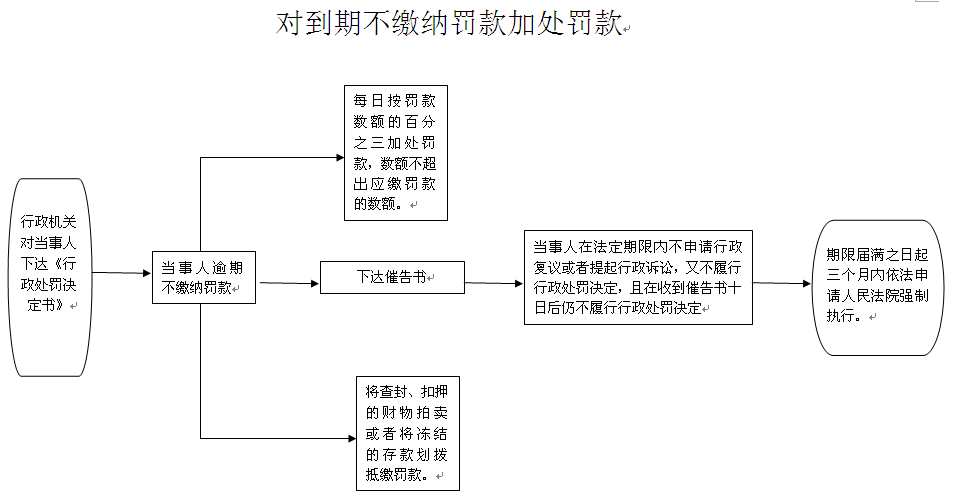 对到期不缴纳罚款加处罚款
每日按罚款
数额的百分
之三加处罚
款，数额不超
出应缴罚款
的数额。
行政机关
对当事人
下达《行
政处罚决
定书》
当事人逾期
不缴纳罚款
下达催告书
当事人在法定期限内不申请行政
复议或者提起行政诉讼，又不履行
行政处罚决定，且在收到催告书十
日后仍不履行行政处罚决定
期限届满之日起
三个月内依法申
请人民法院强制
执行。
将查封、扣押
的财物拍卖
或者将冻结
的存款划拨
抵缴罚款。